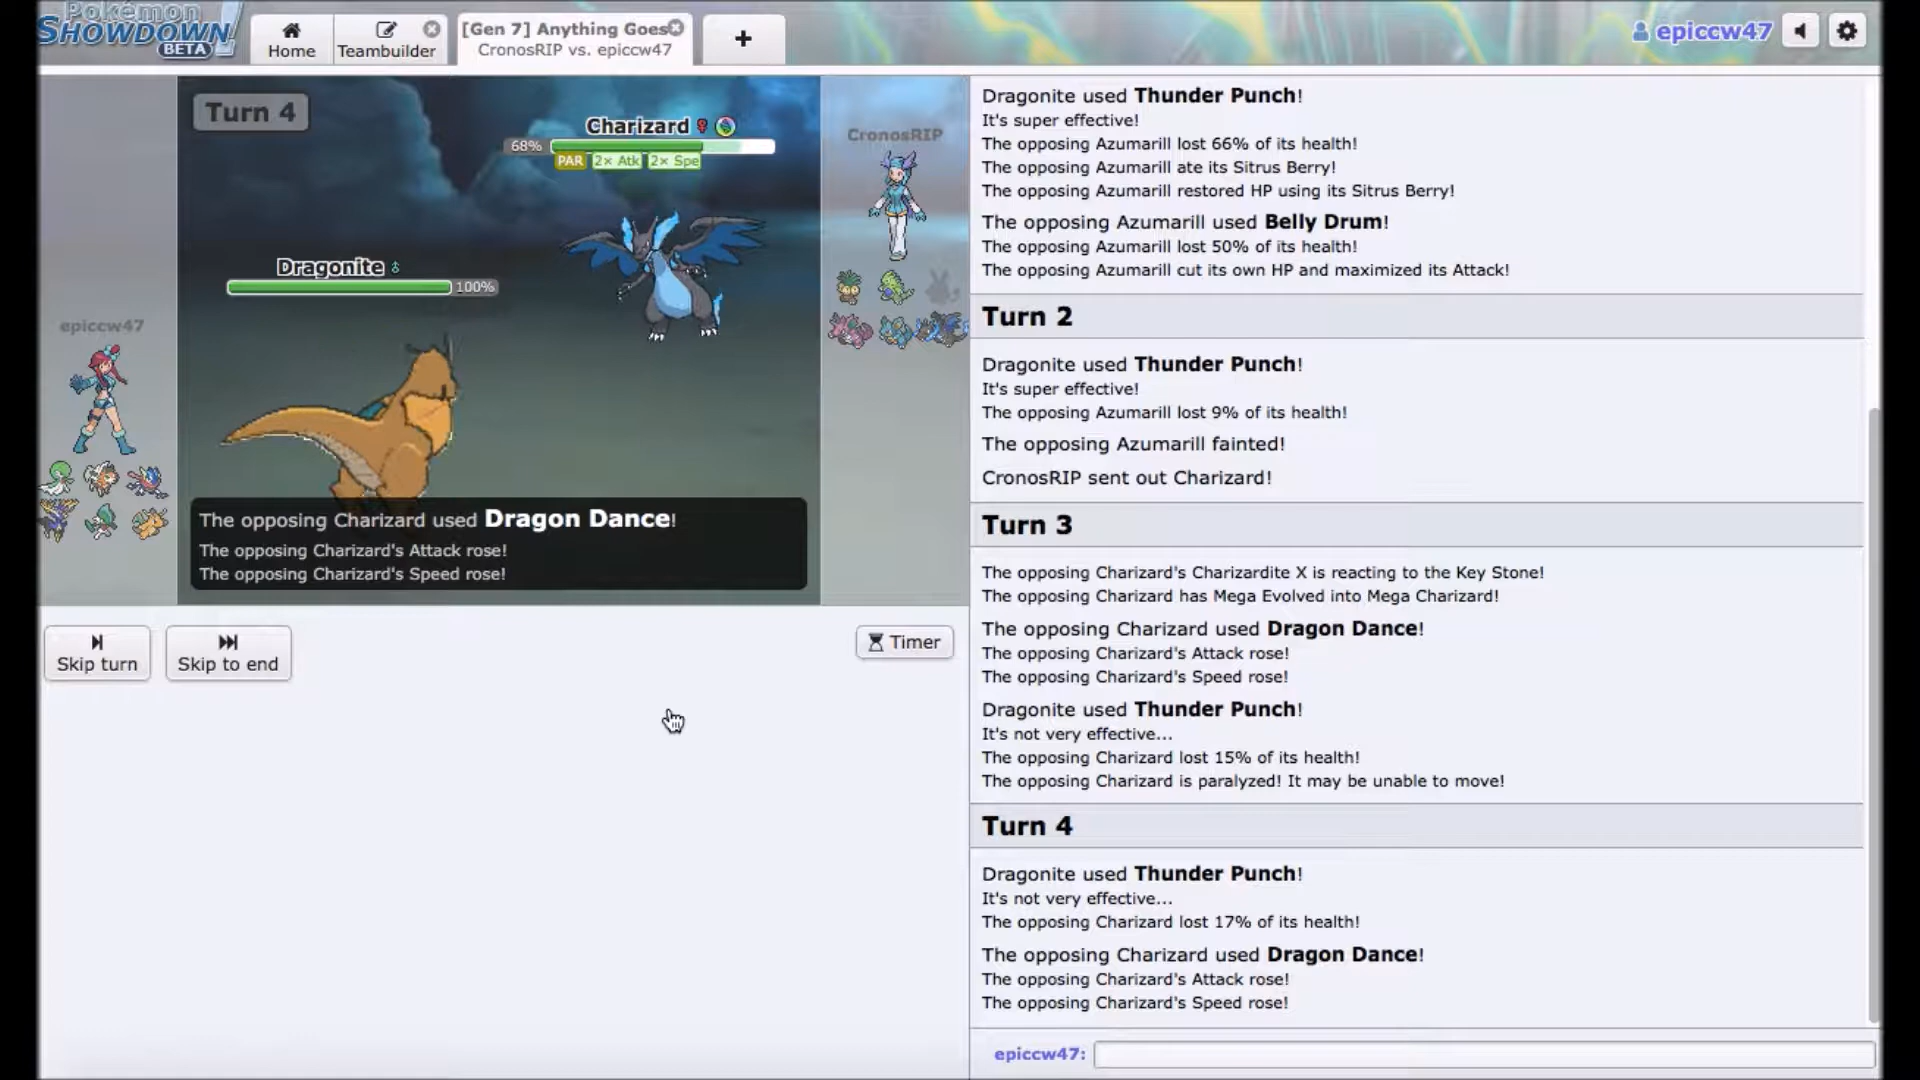 Pokémon
SHOWDOWN!
BETA
Home
Teambuilder
[Gen 7] Anything Goes
CronosRIP vs. epiccw47
+
epiccw47
Turn 4
Charizard
68%
PAR 2× Atk 2× Spe
Dragonite
100%
epiccw47
CronosRIP
The opposing Charizard used Dragon Dance!
The opposing Charizard's Attack rose!
The opposing Charizard's Speed rose!
Skip turn
Skip to end
Timer
Dragonite used Thunder Punch!
It's super effective!
The opposing Azumarill lost 66% of its health!
The opposing Azumarill ate its Sitrus Berry!
The opposing Azumarill restored HP using its Sitrus Berry!
The opposing Azumarill used Belly Drum!
The opposing Azumarill lost 50% of its health!
The opposing Azumarill cut its own HP and maximized its Attack!
Turn 2
Dragonite used Thunder Punch!
It's super effective!
The opposing Azumarill lost 9% of its health!
The opposing Azumarill fainted!
CronosRIP sent out Charizard!
Turn 3
The opposing Charizard's Charizardite X is reacting to the Key Stone!
The opposing Charizard has Mega Evolved into Mega Charizard!
The opposing Charizard used Dragon Dance!
The opposing Charizard's Attack rose!
The opposing Charizard's Speed rose!
Dragonite used Thunder Punch!
It's not very effective...
The opposing Charizard lost 15% of its health!
The opposing Charizard is paralyzed! It may be unable to move!
Turn 4
Dragonite used Thunder Punch!
It's not very effective...
The opposing Charizard lost 17% of its health!
The opposing Charizard used Dragon Dance!
The opposing Charizard's Attack rose!
The opposing Charizard's Speed rose!
epiccw47: